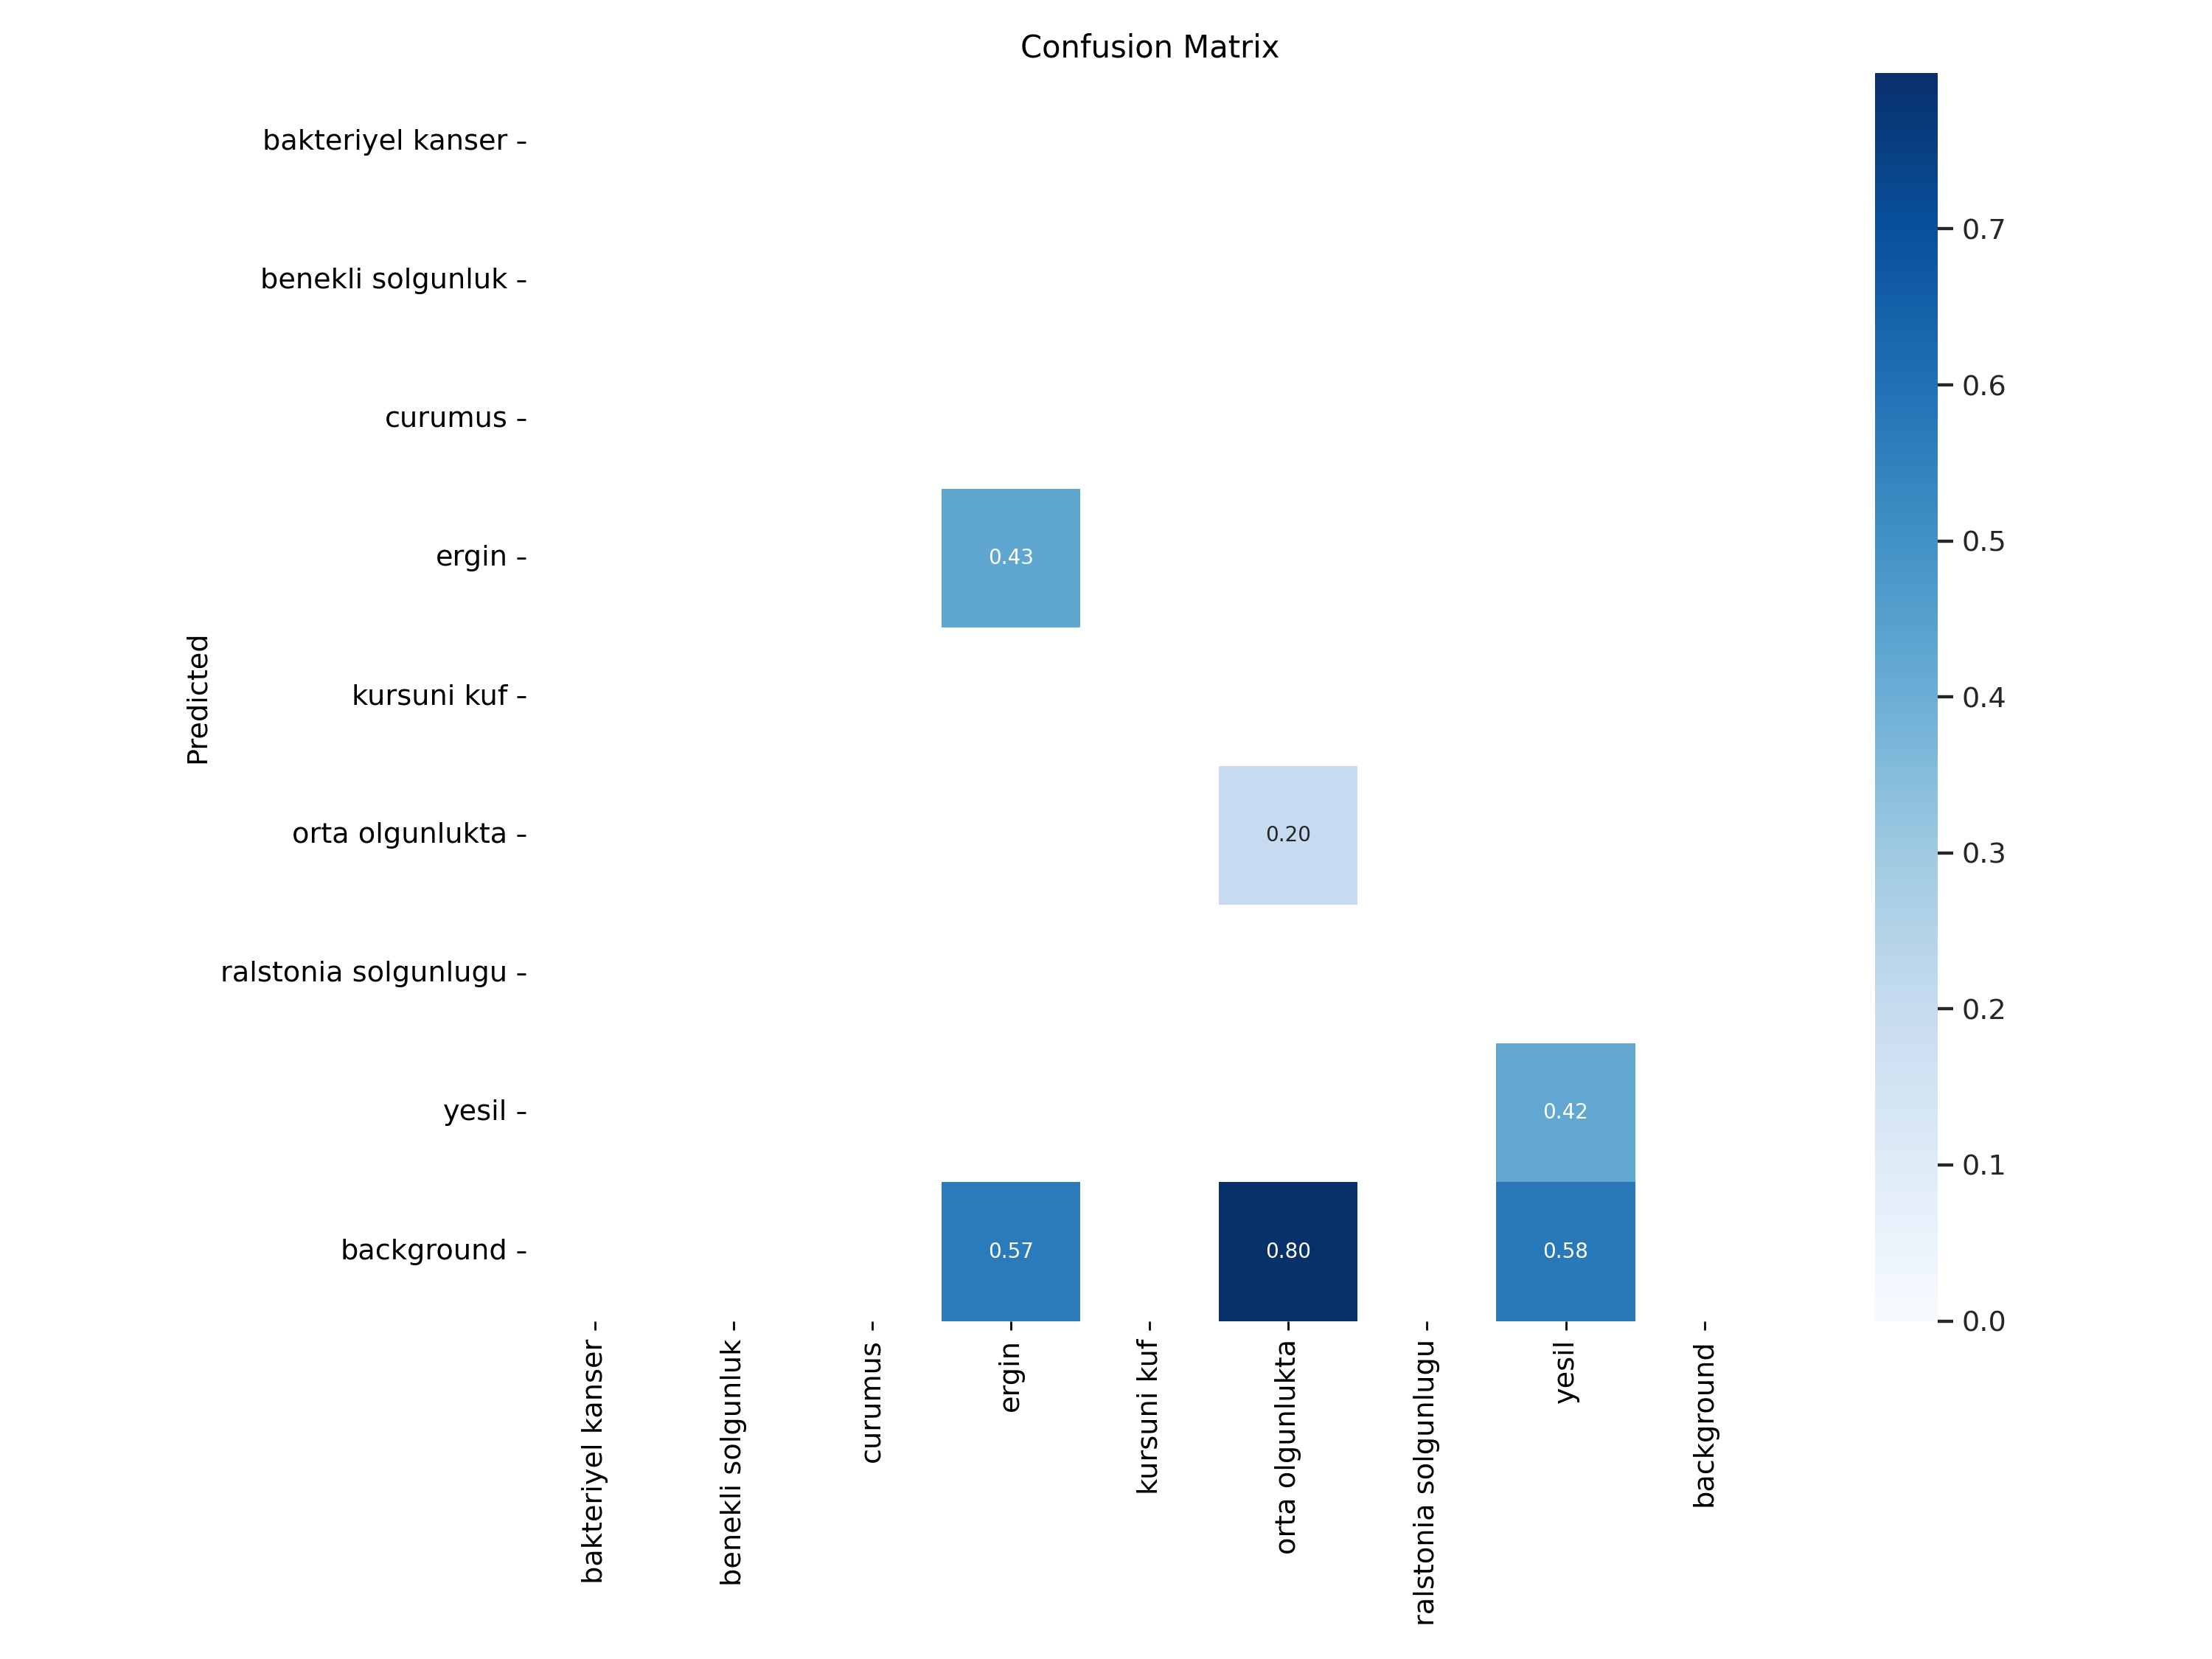 Confusion Matrix
Predicted
bakteriyel kanser
benekli solgunluk
curumus
ergin
0.43
kursuni kuf
orta olgunlukta
0.20
ralstonia solgunlugu
yesil
0.42
background
0.57
0.80
0.58
bakteriyel kanser
benekli solgunluk
curumus
ergin
kursuni kuf
orta olgunlukta
ralstonia solgunlugu
yesil
background
0.7
0.6
0.5
0.4
0.3
0.2
0.1
0.0